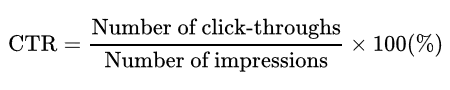 CTR = Number of click-throughs / Number of impressions × 100(%)